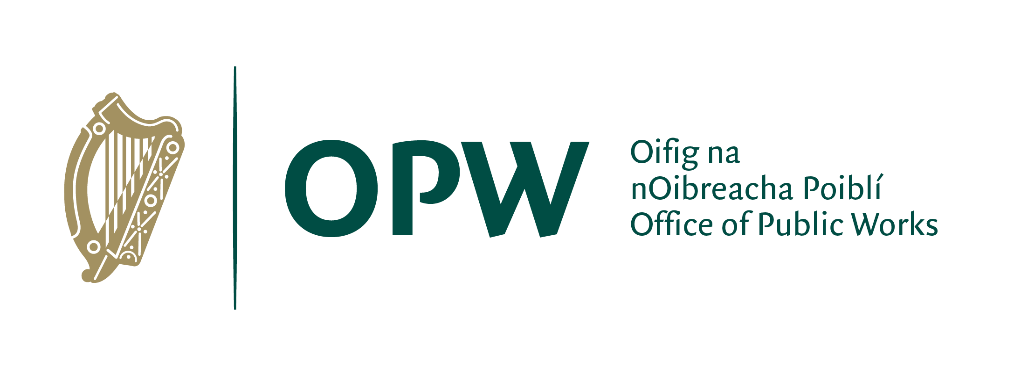 OPW
Oifig na
nOibreacha Poiblí
Office of Public Works